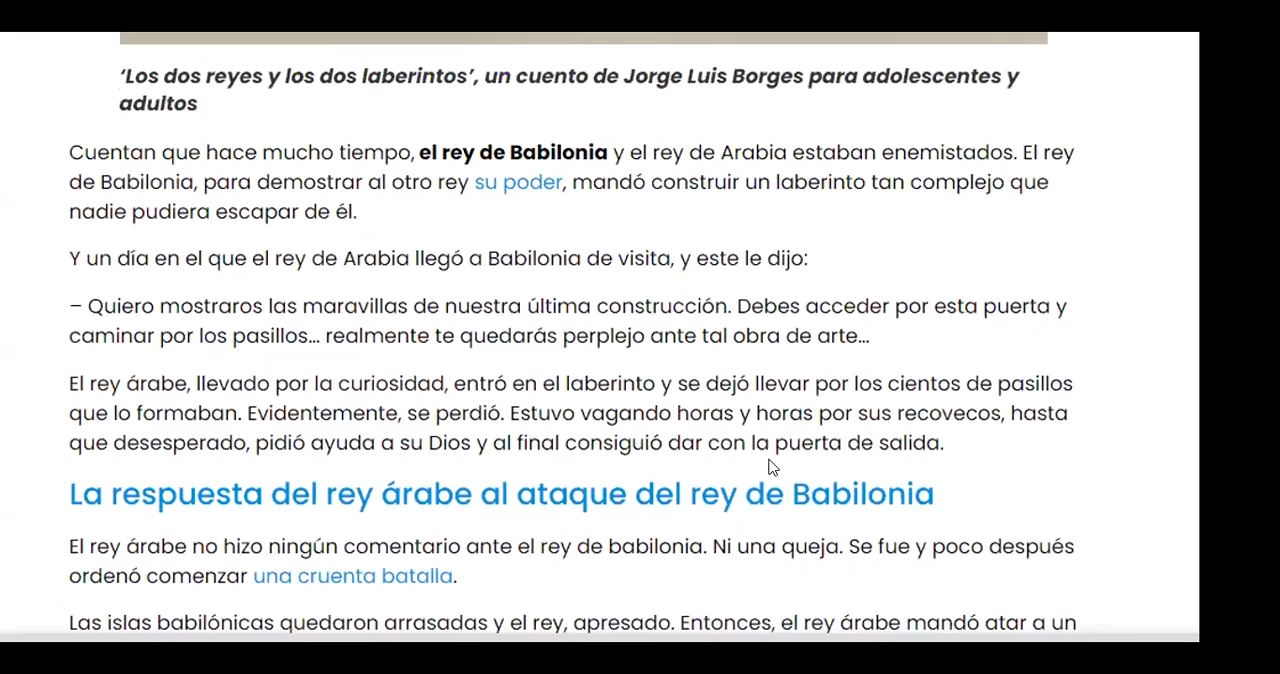 ‘Los dos reyes y los dos laberintos’, un cuento de Jorge Luis Borges para adolescentes y
adultos
Cuentan que hace mucho tiempo, el rey de Babilonia y el rey de Arabia estaban enemistados. El rey
de Babilonia, para demostrar al otro rey su poder, mandó construir un laberinto tan complejo que
nadie pudiera escapar de él.
Y un día en el que el rey de Arabia llegó a Babilonia de visita, y este le dijo:
– Quiero mostraros las maravillas de nuestra última construcción. Debes acceder por esta puerta y
caminar por los pasillos… realmente te quedarás perplejo ante tal obra de arte…
El rey árabe, llevado por la curiosidad, entró en el laberinto y se dejó llevar por los cientos de pasillos
que lo formaban. Evidentemente, se perdió. Estuvo vagando horas y horas por sus recovecos, hasta
que desesperado, pidió ayuda a su Dios y al final consiguió dar con la puerta de salida.
La respuesta del rey árabe al ataque del rey de Babilonia
El rey árabe no hizo ningún comentario ante el rey de babilonia. Ni una queja. Se fue y poco después
ordenó comenzar una cruenta batalla.
Las islas babilónicas quedaron arrasadas y el rey, apresado. Entonces, el rey árabe mandó atar a un